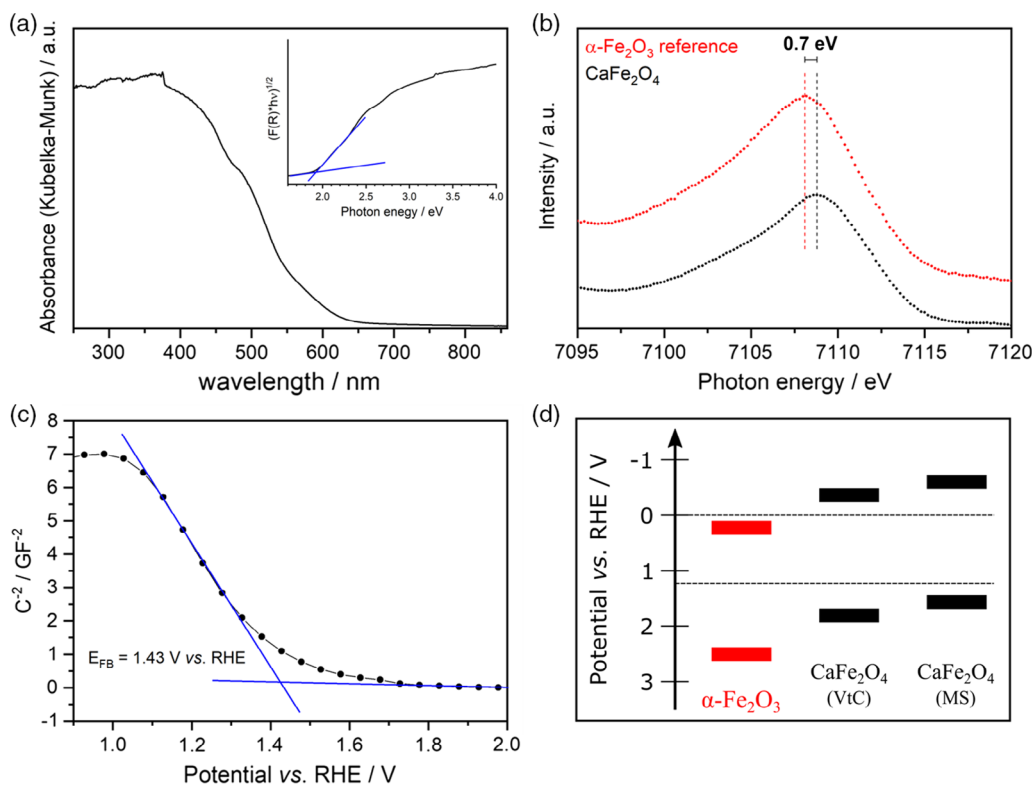 (a)
Absorbance (Kubelka-Munk) / a.u.
300 400 500 600 700 800
wavelength / nm
(F(R)*hν)^1/2
2.0 2.5 3.0 3.5 4.0
Photon energy / eV
(b)
α-Fe₂O₃ reference
CaFe₂O₄
0.7 eV
Intensity / a.u.
7095 7100 7105 7110 7115 7120
Photon energy / eV
(c)
8
7
6
5
4
3
2
1
0
-1
C⁻² / GF⁻²
E_FB = 1.43 V vs. RHE
1.0 1.2 1.4 1.6 1.8 2.0
Potential vs. RHE / V
(d)
Potential vs. RHE / V
-1
0
1
2
3
α-Fe₂O₃
CaFe₂O₄
(VtC)
CaFe₂O₄
(MS)